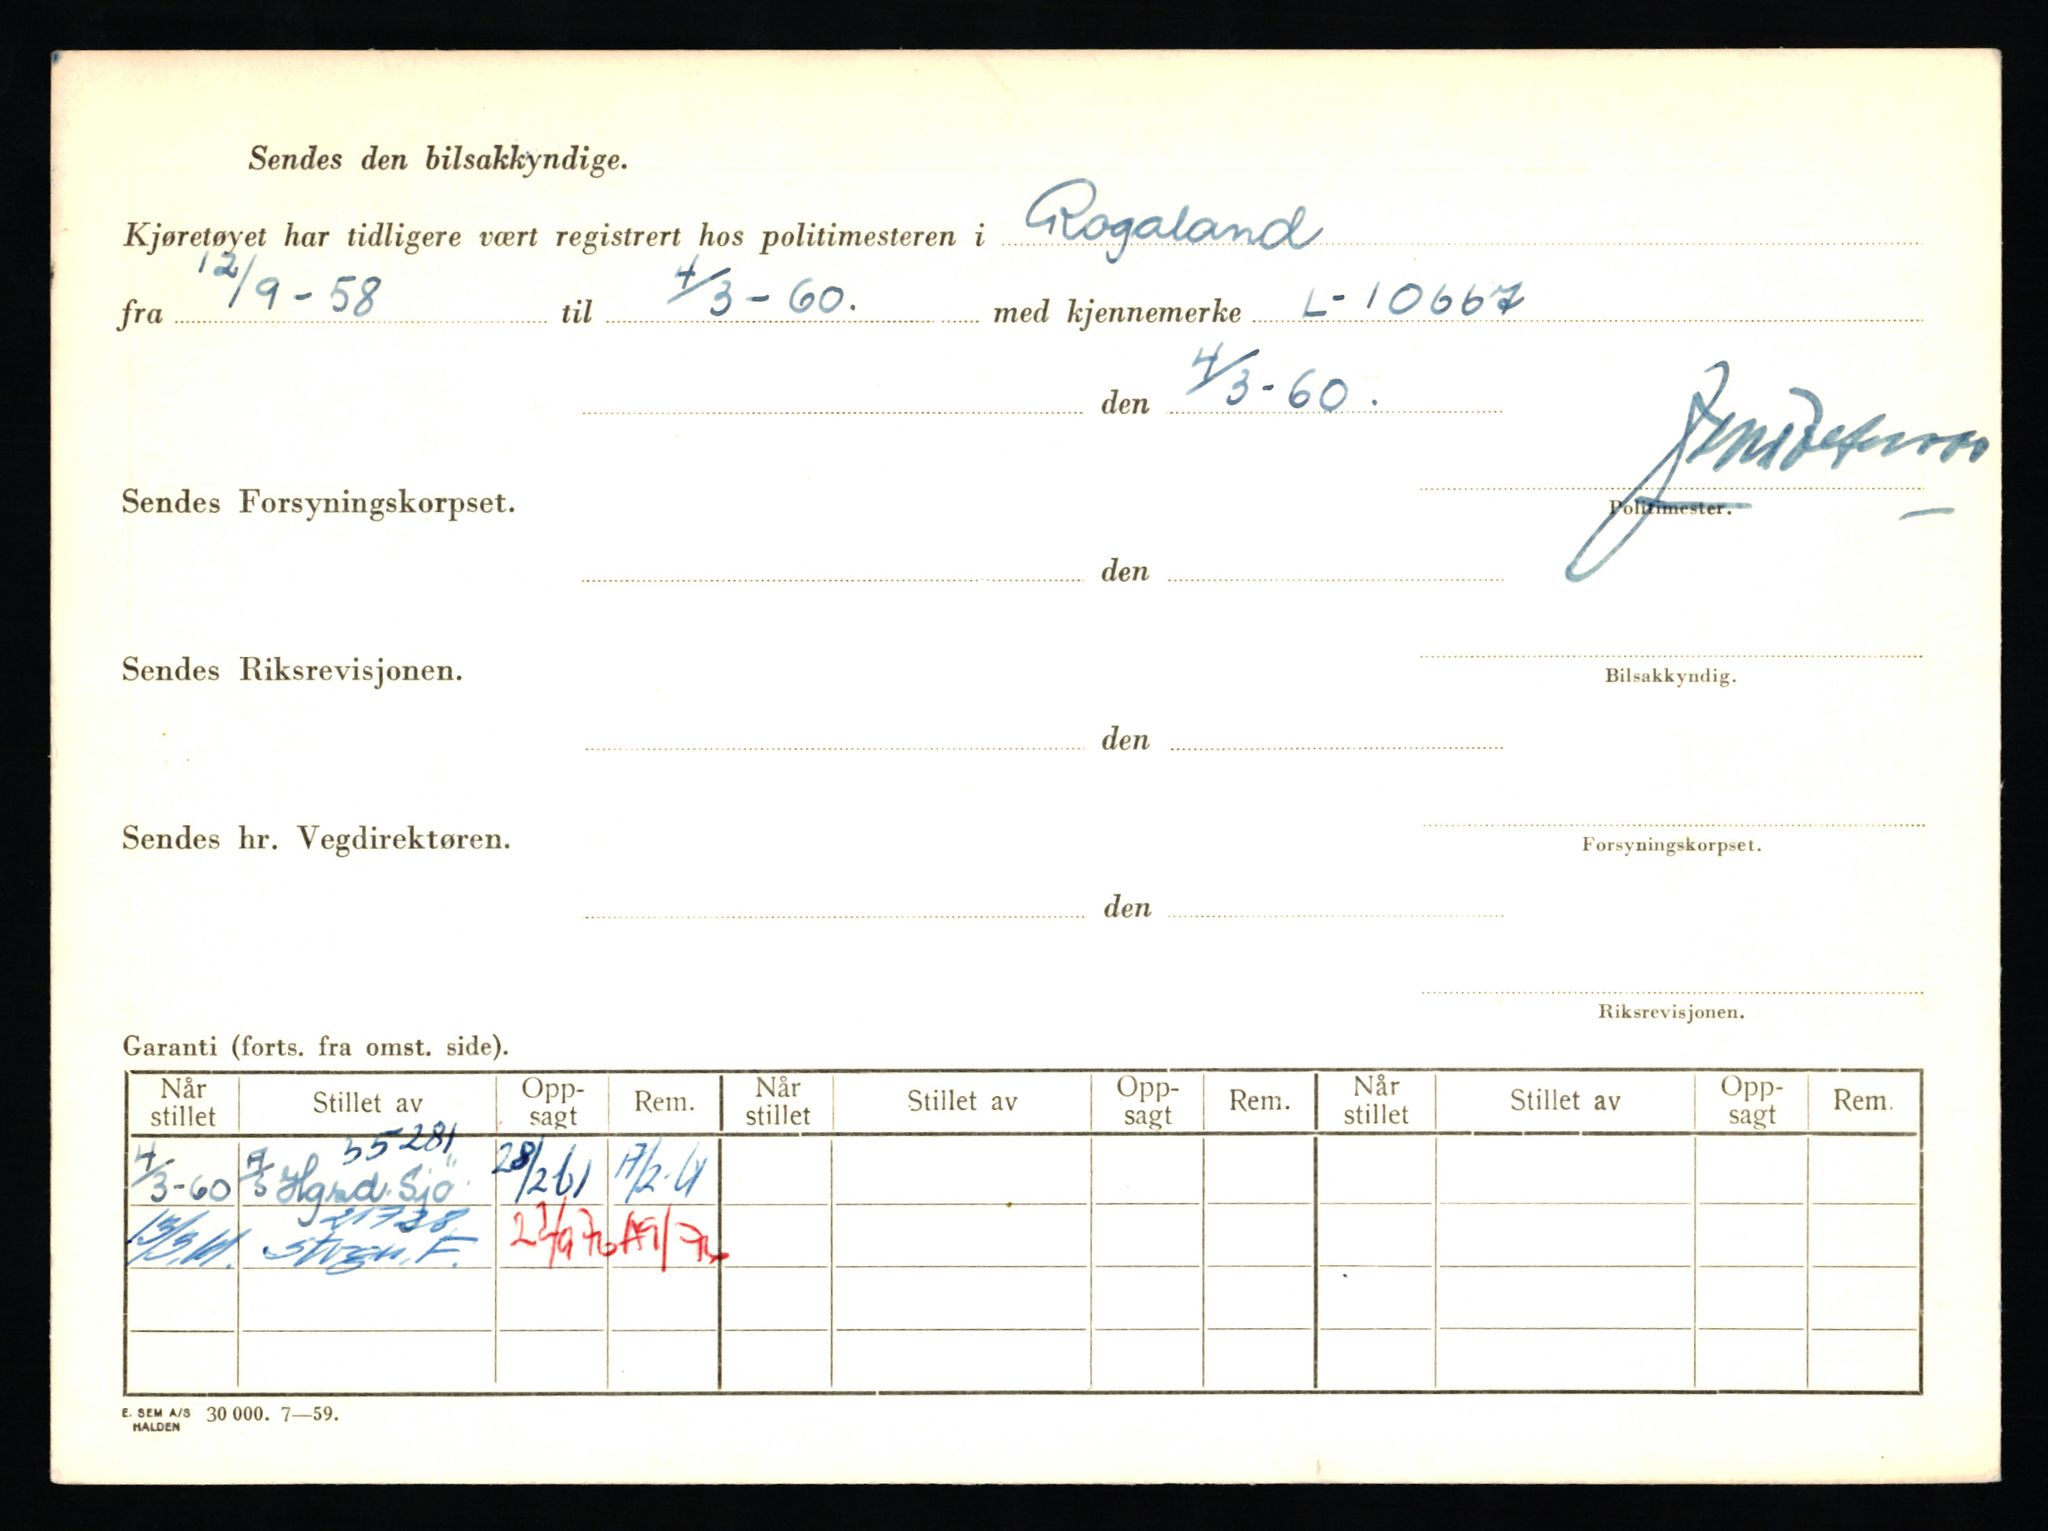 Sendes den bilsakkyndige.
Kjøretøyet har tidligere vært registrert hos politimesteren i Rogaland
fra 12/9-58 til 4/3-60. med kjennemerke L-10667
den 4/3-60.
Sendes Forsyningskorpset.
Politimester.
den
Sendes Riksrevisjonen.
Bilsakkyndig.
den
Sendes hr. Vegdirektøren.
Forsyningskorpset.
den
Riksrevisjonen.
Garanti (forts. fra omst. side).
Når stillet Stillet av Opp-sagt Rem. Når stillet Stillet av Opp-sagt Rem. Når stillet Stillet av Opp-sagt Rem.
35281
4/3-60 A/S Sjö 28/2 61
13/3
E. SEM A/S HALDEN 30 000. 7—59.